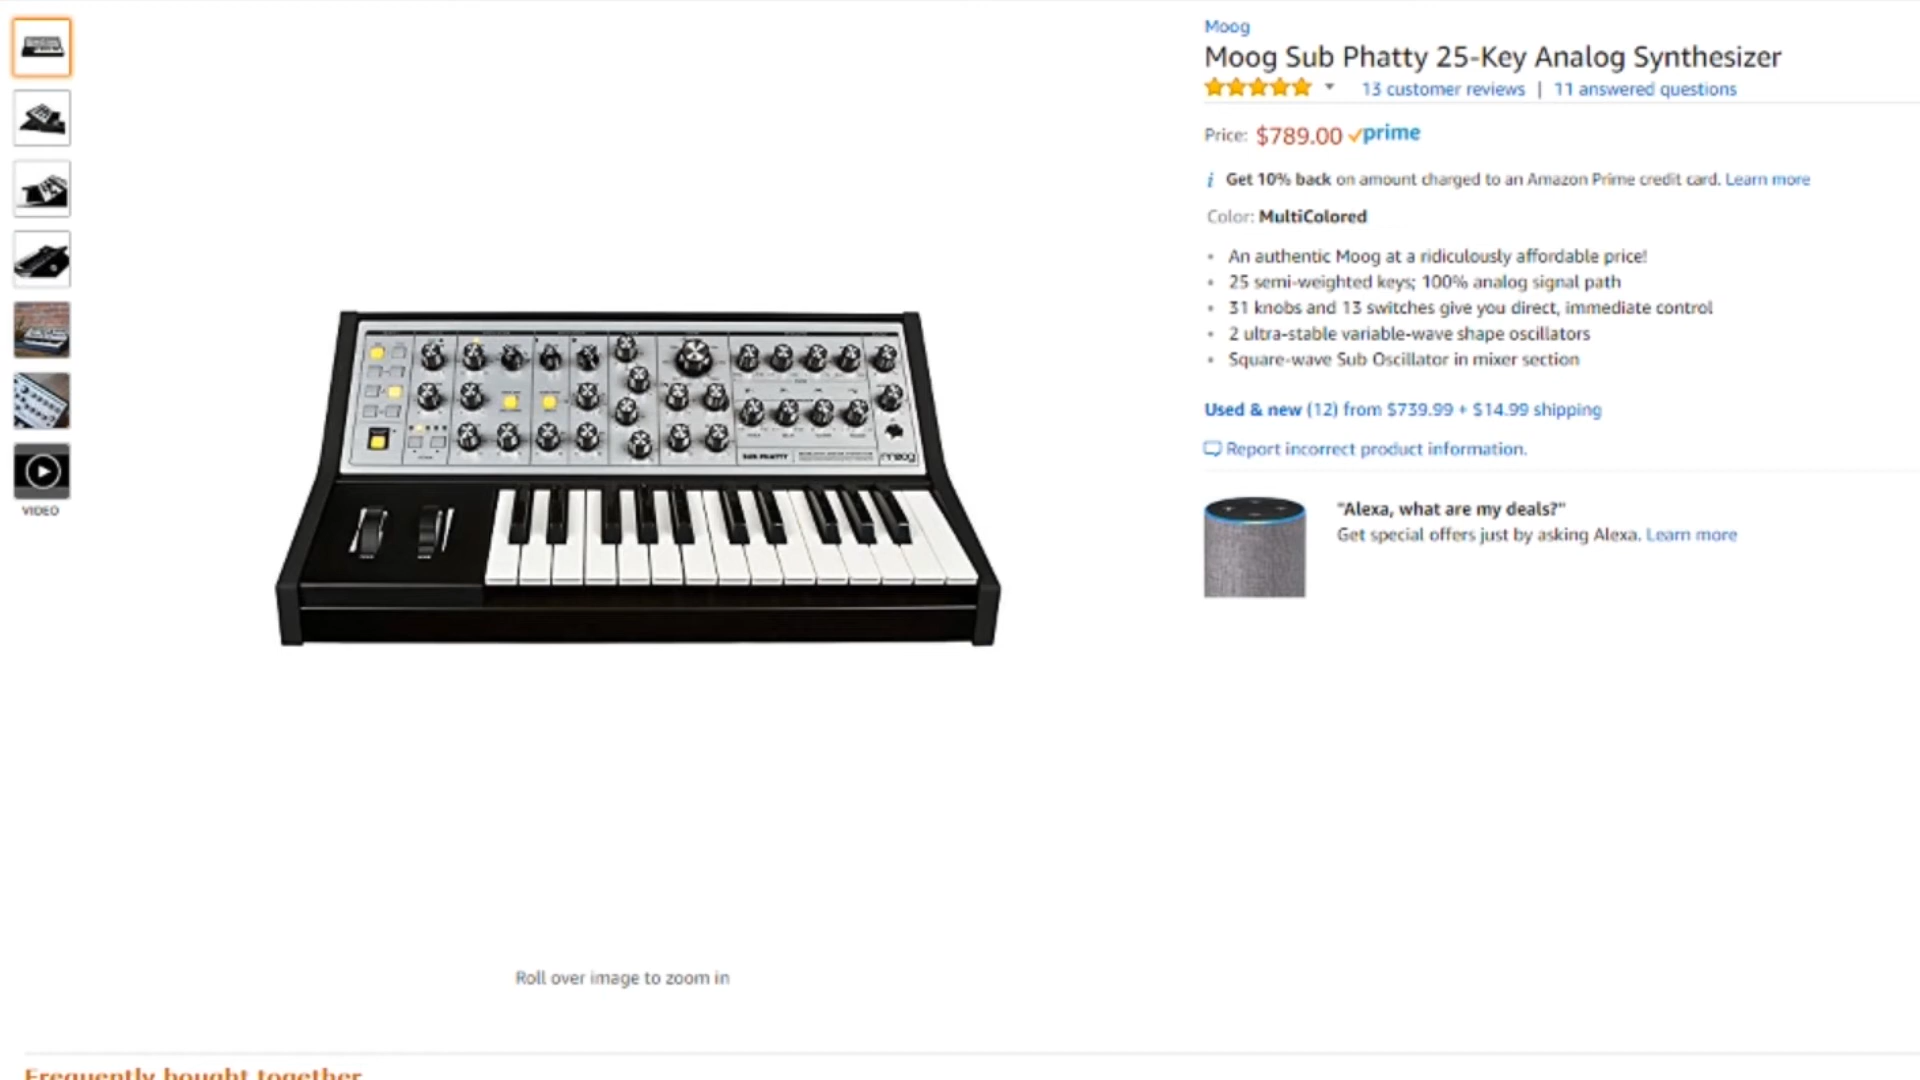 Moog
Moog Sub Phatty 25-Key Analog Synthesizer
13 customer reviews | 11 answered questions
Price: $789.00 prime
i Get 10% back on amount charged to an Amazon Prime credit card. Learn more
Color: MultiColored
• An authentic Moog at a ridiculously affordable price!
• 25 semi-weighted keys; 100% analog signal path
• 31 knobs and 13 switches give you direct, immediate control
• 2 ultra-stable variable-wave shape oscillators
• Square-wave Sub Oscillator in mixer section
Used & new (12) from $739.99 + $14.99 shipping
Report incorrect product information.
"Alexa, what are my deals?"
Get special offers just by asking Alexa. Learn more
SUB PHATTY
moog
VIDEO
Roll over image to zoom in
Frequently bought together